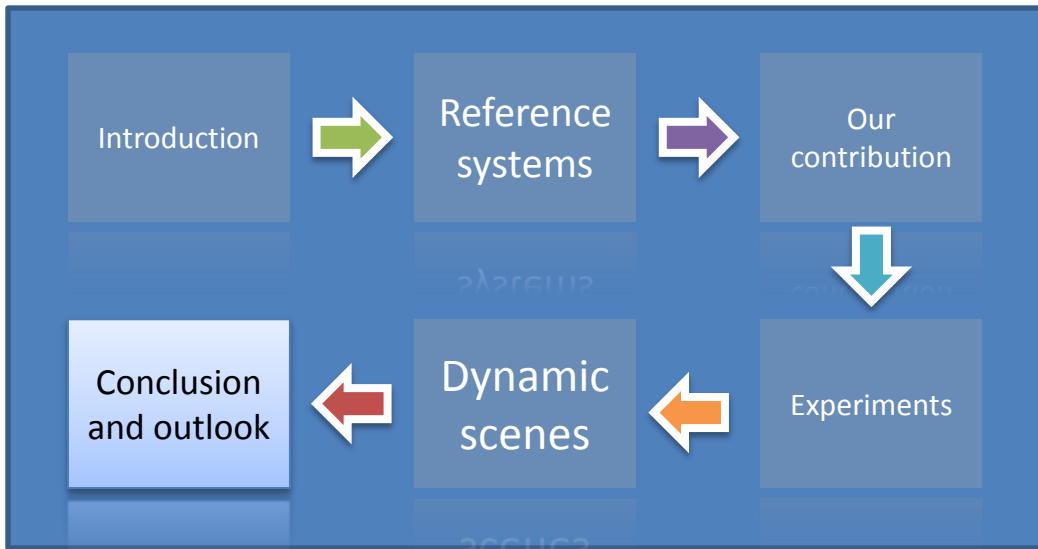 Introduction
Reference
systems
Our
contribution
Experiments
Dynamic
scenes
Conclusion
and outlook